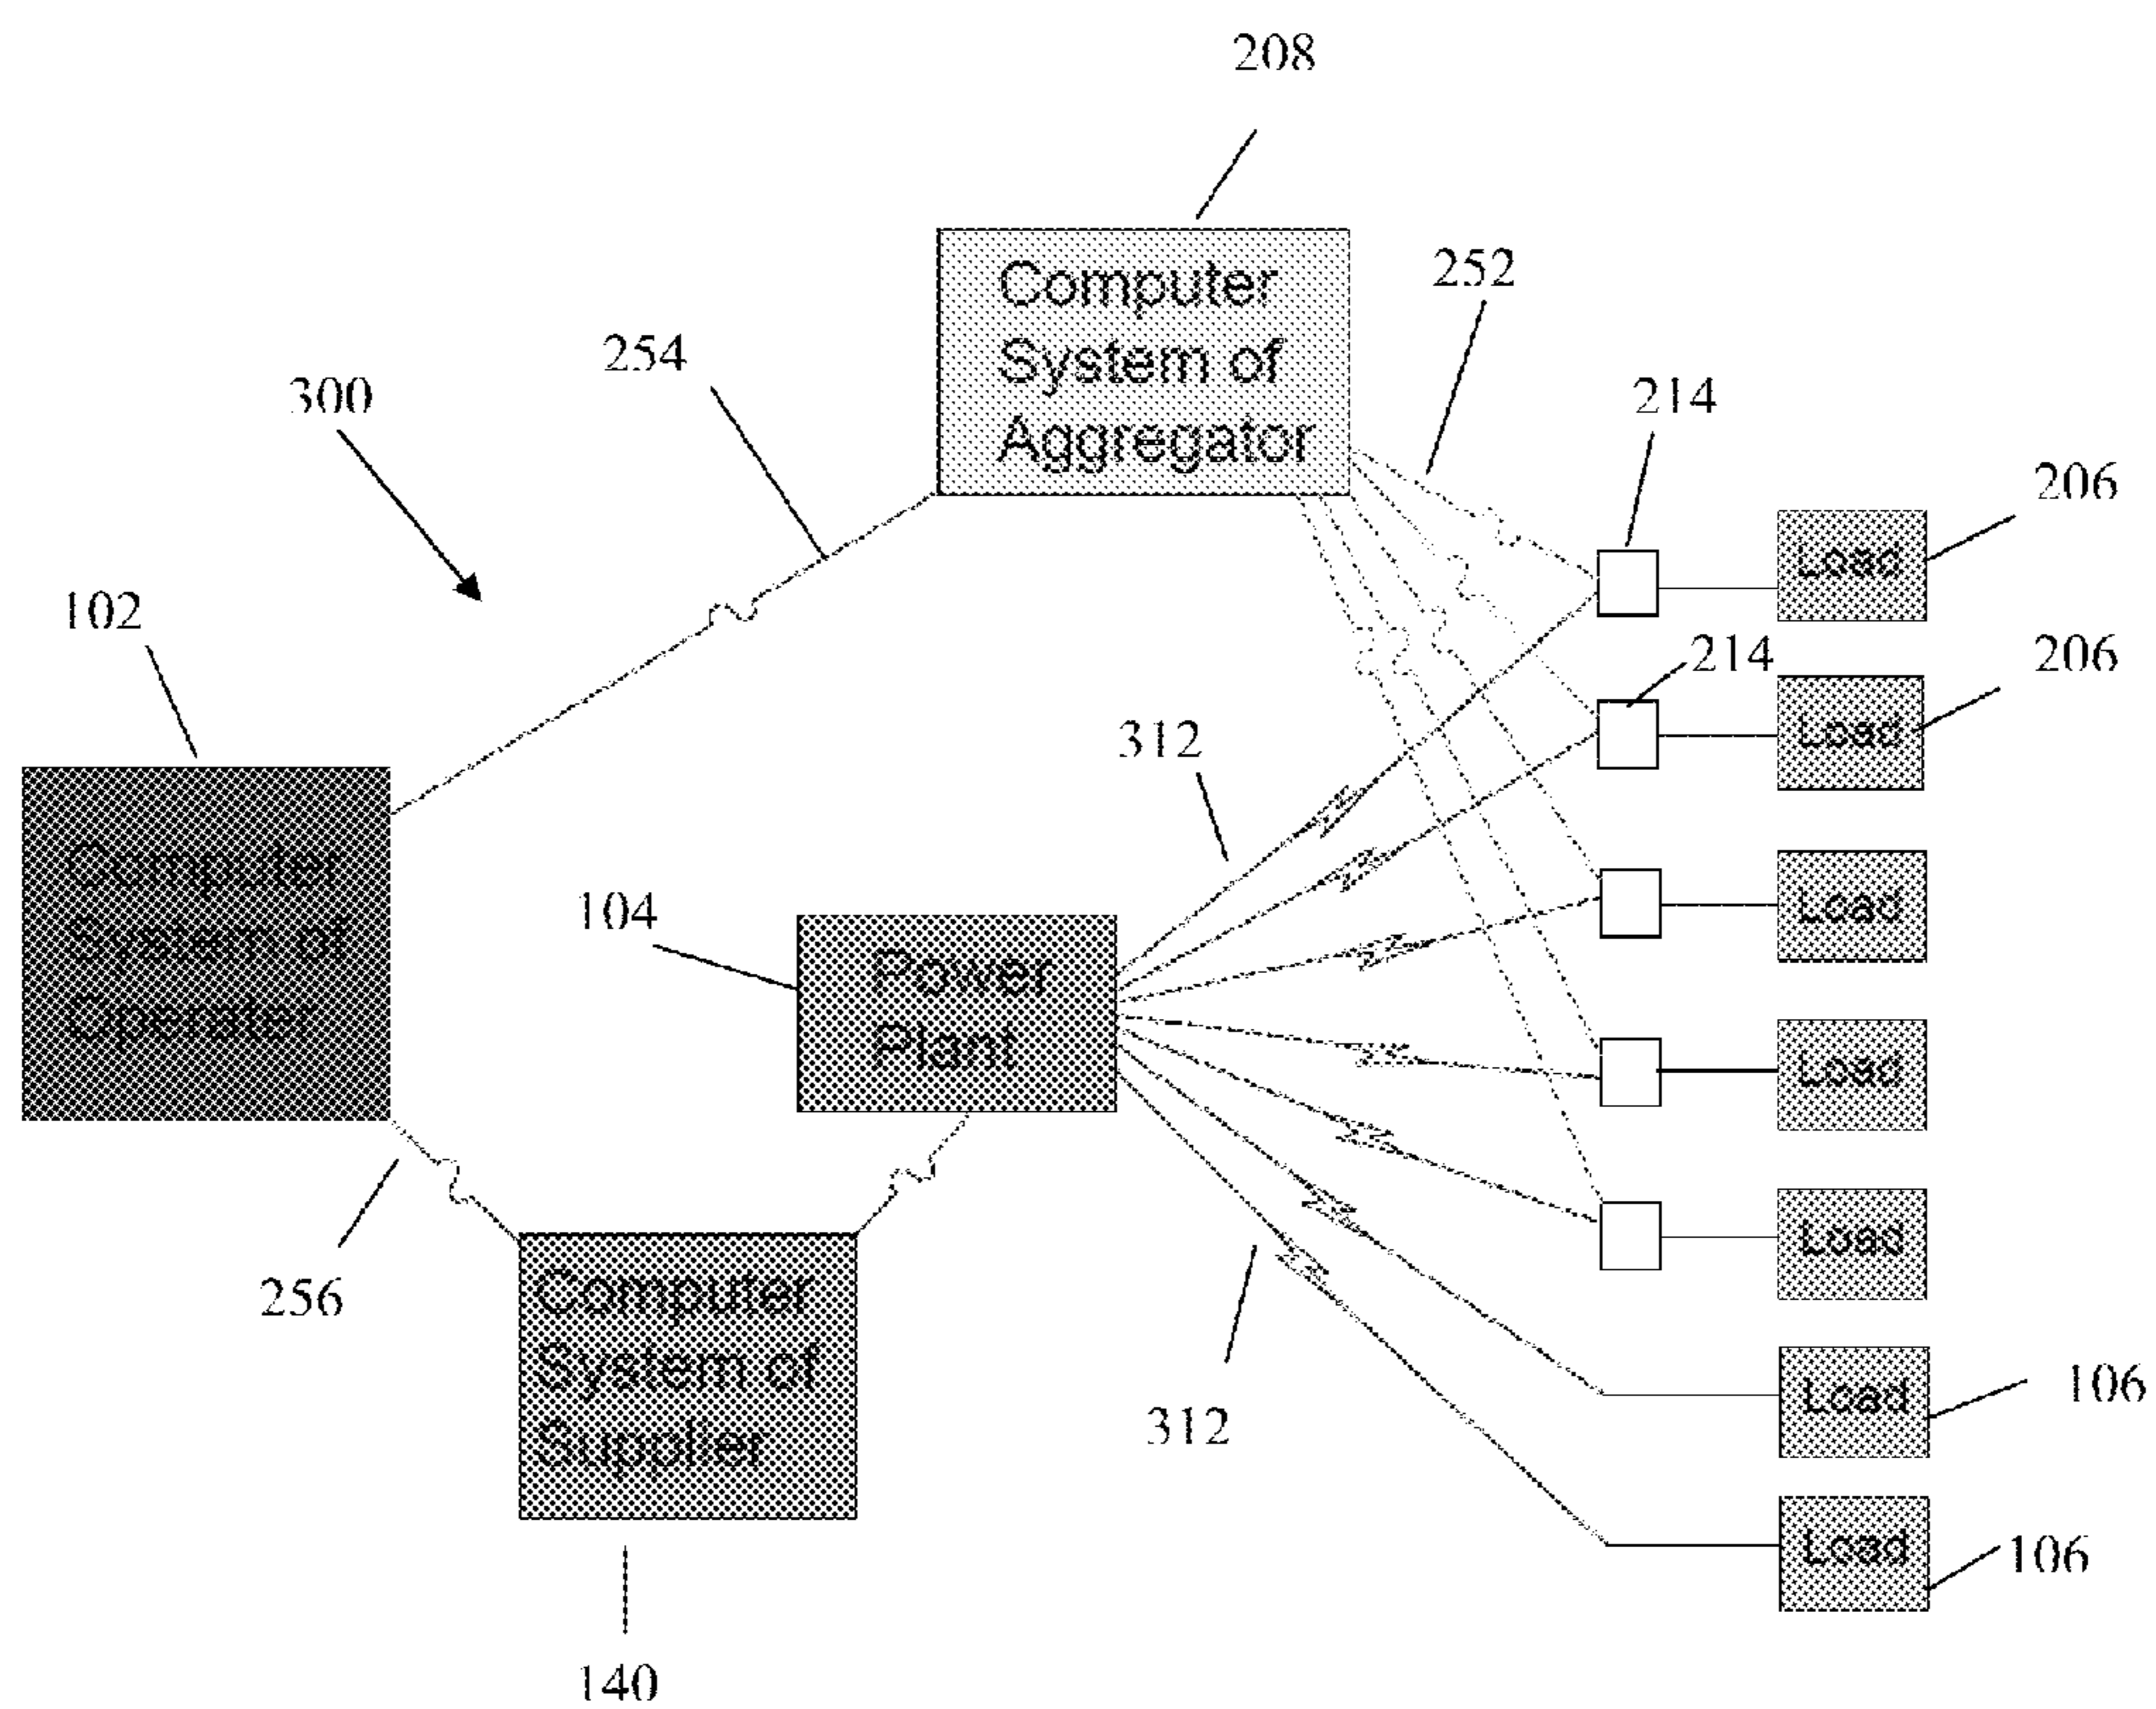 208
Computer
System of
Aggregator
252
254
300
214
206
Load
102
214
206
Load
312
Computer
System of
Operater
104
Power
Plant
Load
Load
Load
256
Computer
System of
Supplier
312
Load
106
Load
106
140